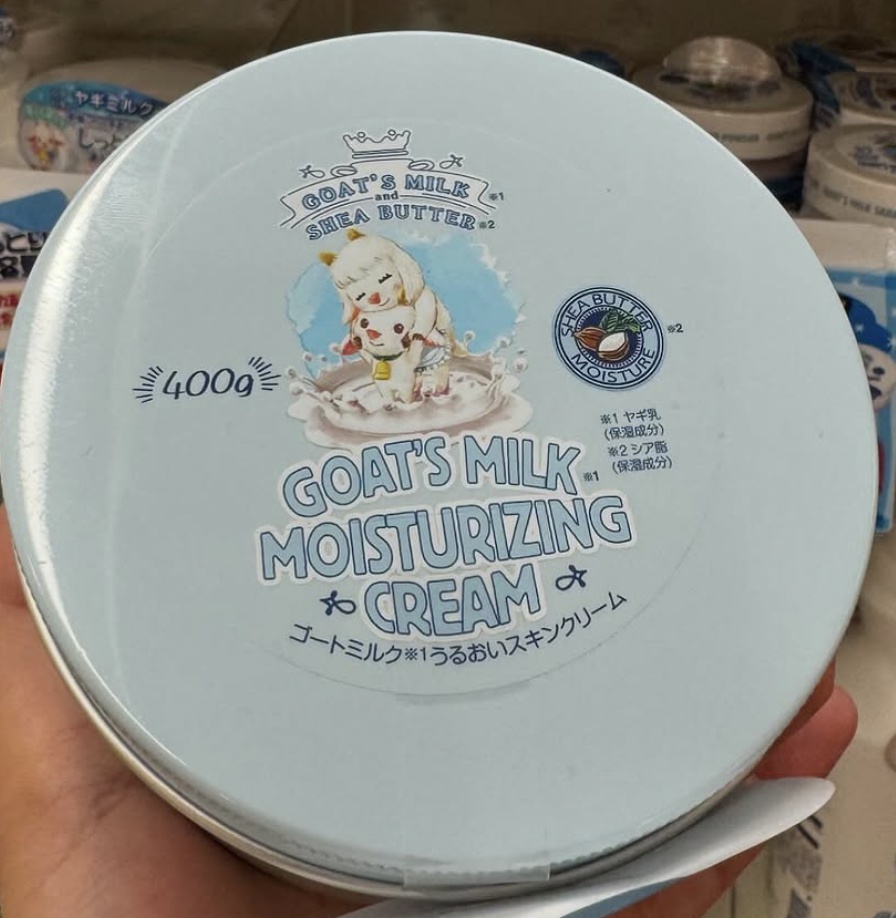 ヤギミルク
GOAT'S MILK ※1
and
SHEA BUTTER ※2
400g
SHEA BUTTER
MOISTURE
※2
※1 ヤギ乳
(保湿成分)
※2 シア脂
(保湿成分)
GOAT'S MILK ※1
MOISTURIZING
CREAM
ゴートミルク※1うるおいスキンクリーム